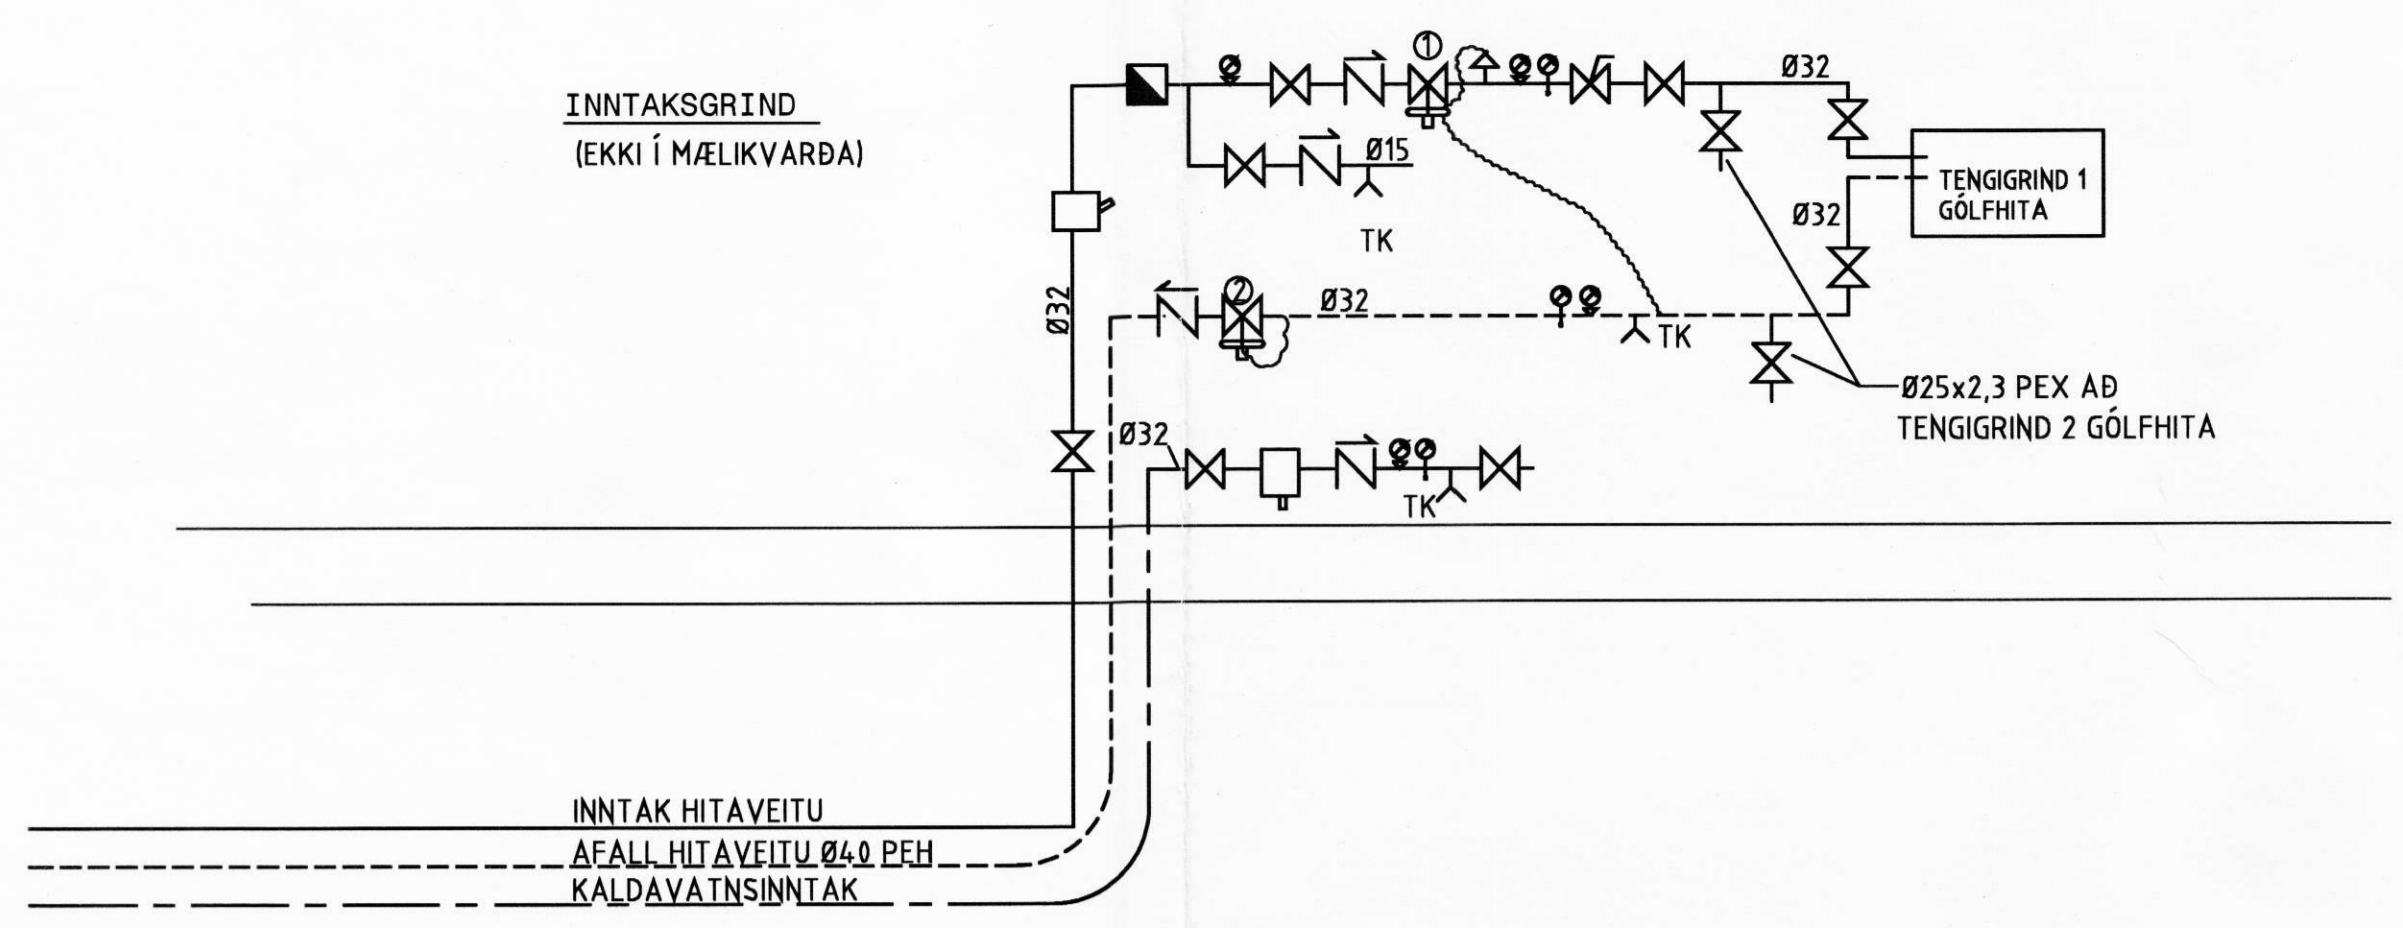 INNTAKSGRIND
(EKKI Í MÆLIKVARÐA)
1
Ø32
Ø15
TK
TENGIGRIND 1
GÓLFHITA
Ø32
Ø32
2
Ø32
TK
Ø25x2,3 PEX AÐ
TENGIGRIND 2 GÓLFHITA
Ø32
TK
INNTAK HITAVEITU
AFALL HITAVEITU Ø40 PEH
KALDAVATNSINNTAK